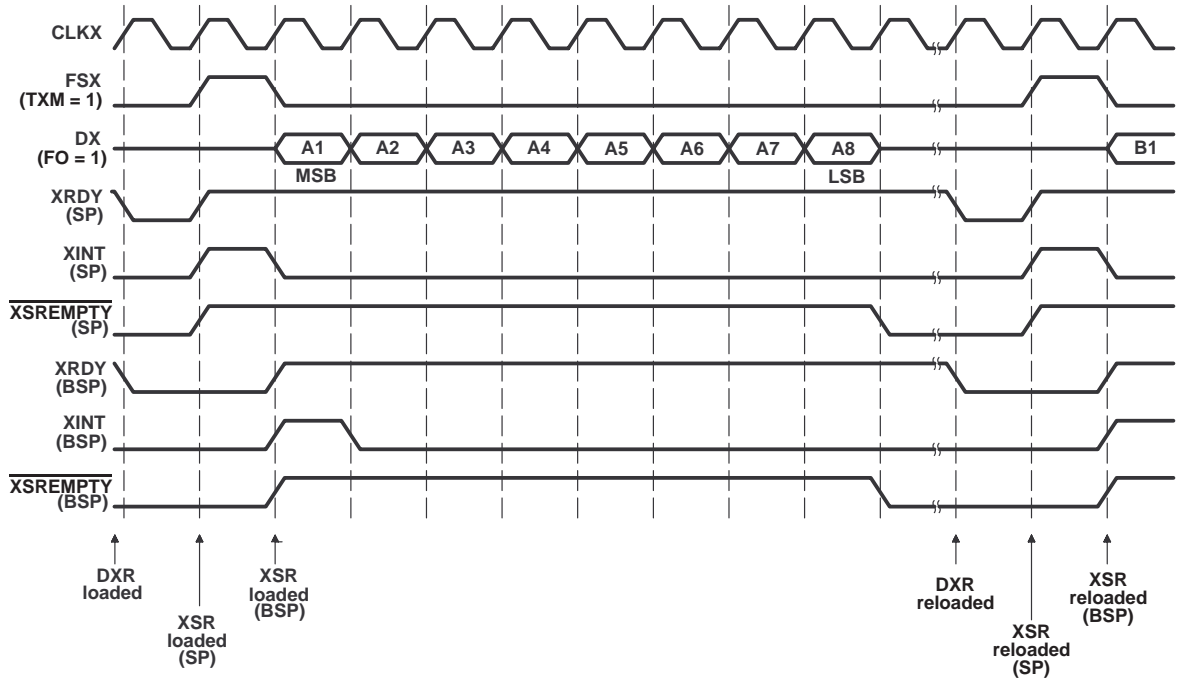 CLKX
FSX
(TXM = 1)
DX
(FO = 1)
A1 A2 A3 A4 A5 A6 A7 A8 B1
MSB LSB
XRDY
(SP)
XINT
(SP)
XSREMPTY
(SP)
XRDY
(BSP)
XINT
(BSP)
XSREMPTY
(BSP)
DXR
loaded
XSR
loaded
(SP)
XSR
loaded
(BSP)
DXR
reloaded
XSR
reloaded
(SP)
XSR
reloaded
(BSP)